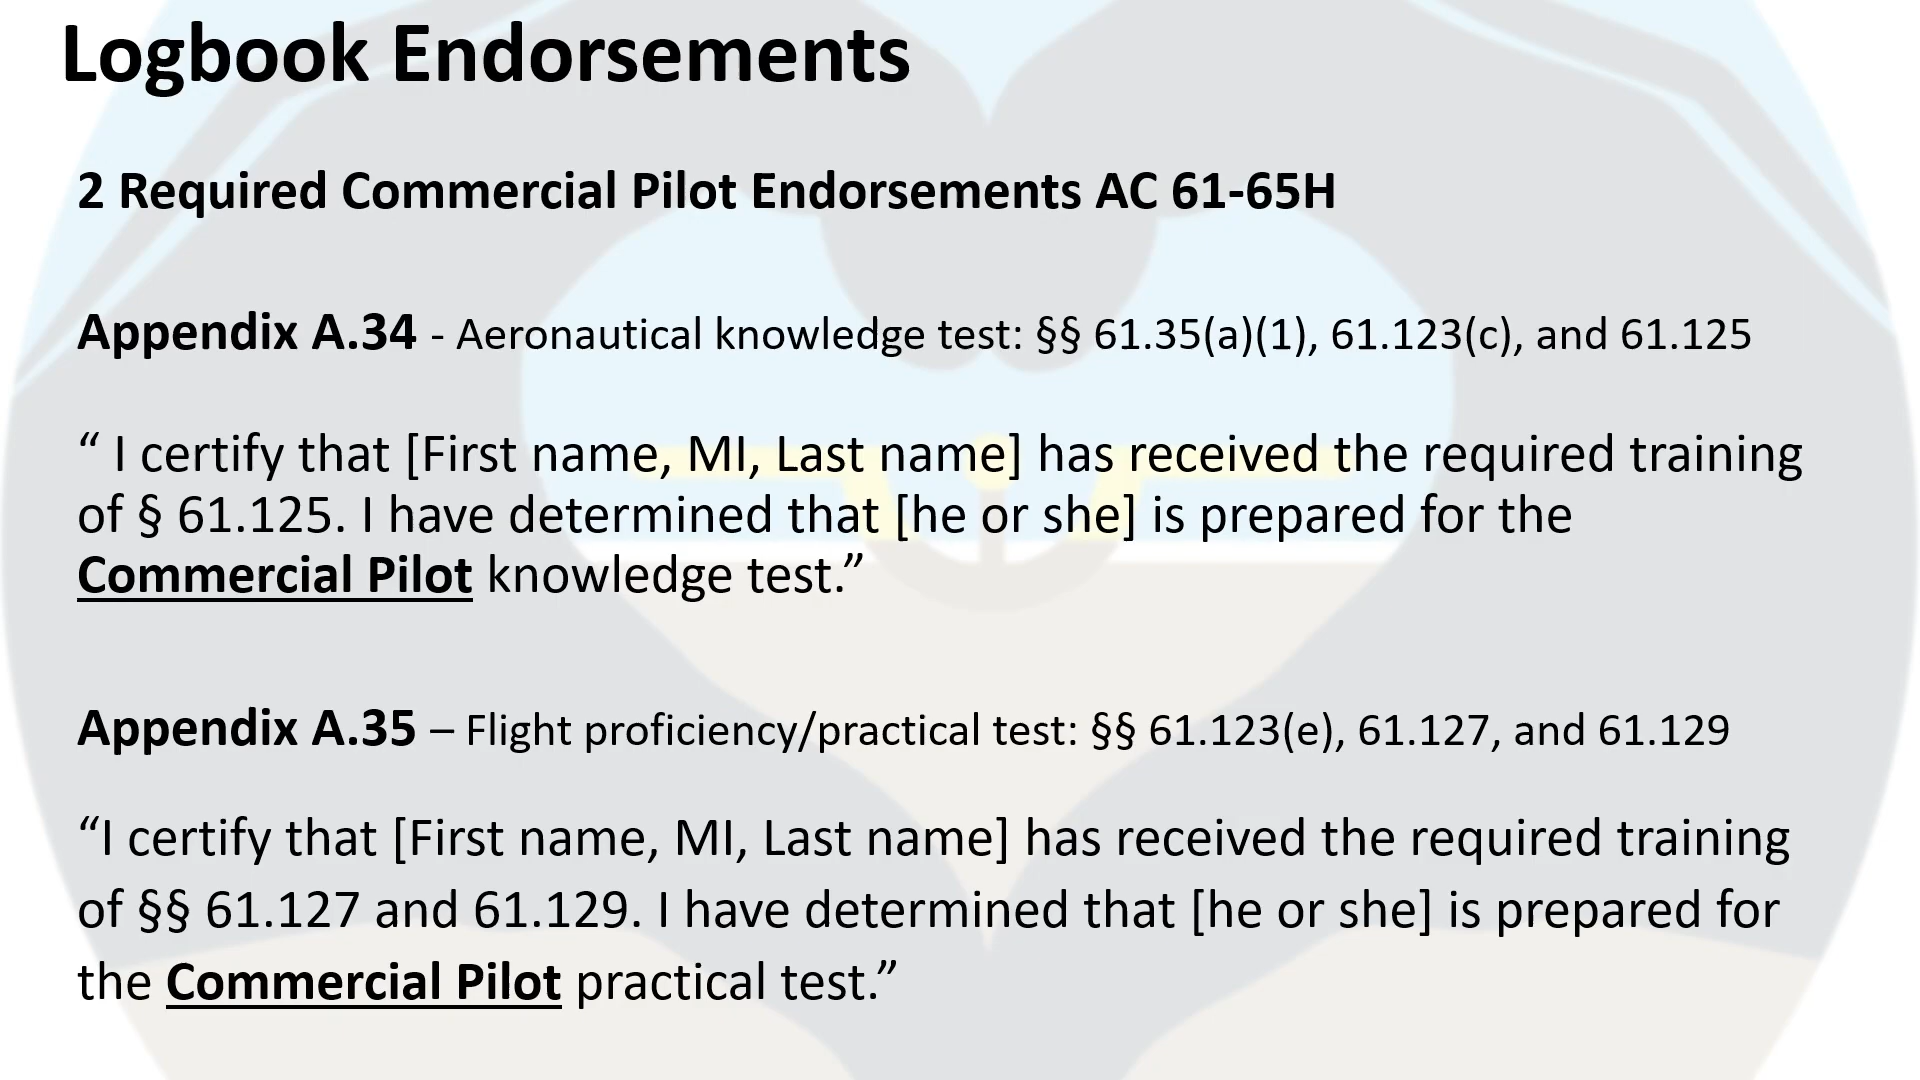 Logbook Endorsements
2 Required Commercial Pilot Endorsements AC 61-65H
Appendix A.34 - Aeronautical knowledge test: §§ 61.35(a)(1), 61.123(c), and 61.125
“ I certify that [First name, MI, Last name] has received the required training
of § 61.125. I have determined that [he or she] is prepared for the
Commercial Pilot knowledge test.”
Appendix A.35 – Flight proficiency/practical test: §§ 61.123(e), 61.127, and 61.129
“I certify that [First name, MI, Last name] has received the required training
of §§ 61.127 and 61.129. I have determined that [he or she] is prepared for
the Commercial Pilot practical test.”